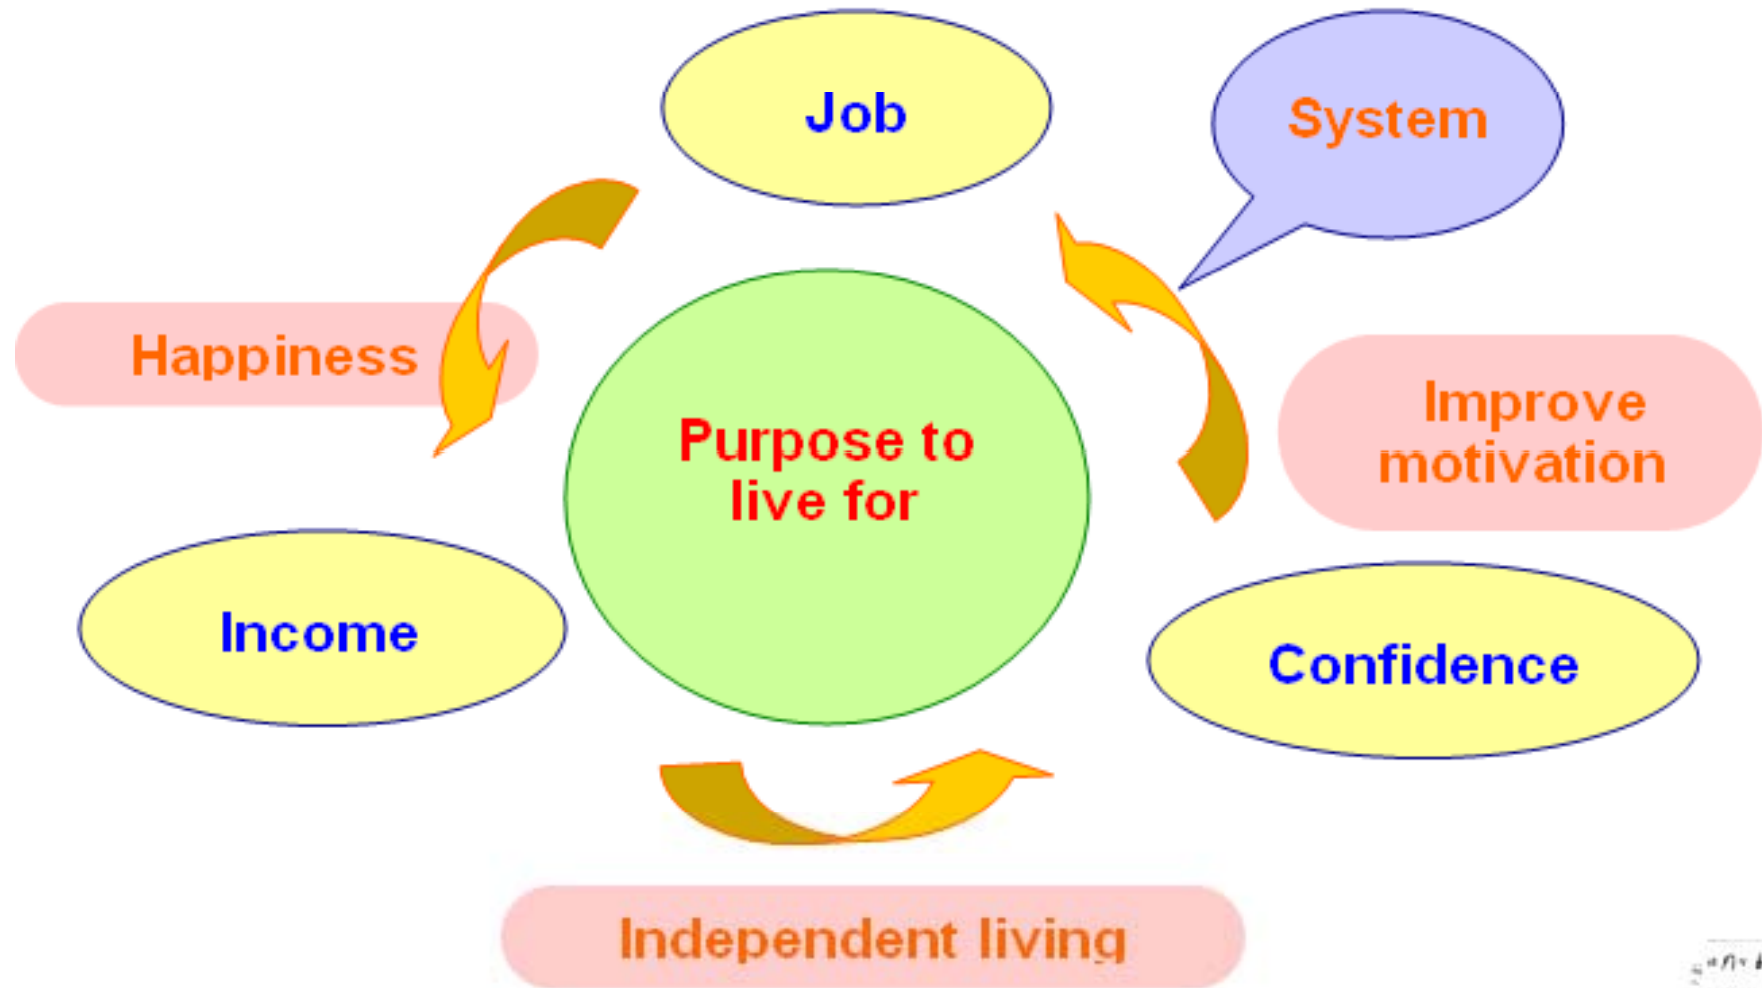 Job
System
Happiness
Improve
motivation
Purpose to
live for
Income
Confidence
Independent living